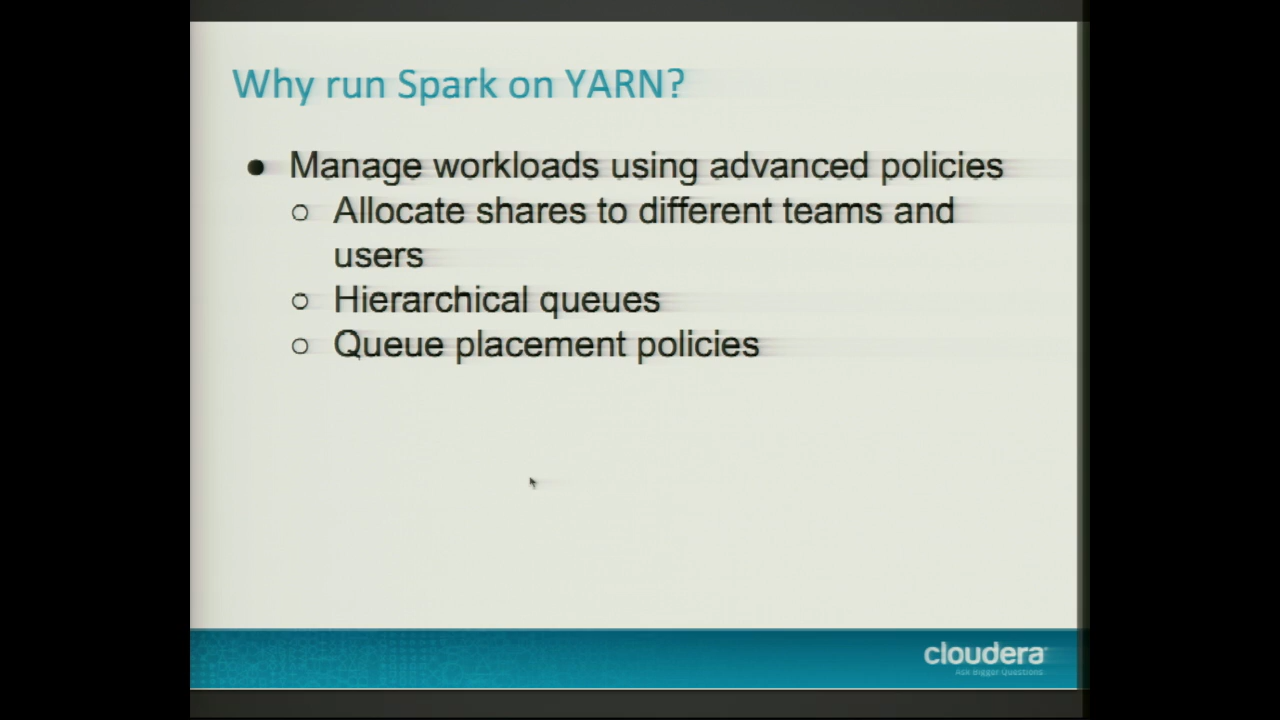 Why run Spark on YARN?
● Manage workloads using advanced policies
○ Allocate shares to different teams and
users
○ Hierarchical queues
○ Queue placement policies
cloudera
Ask Bigger Questions